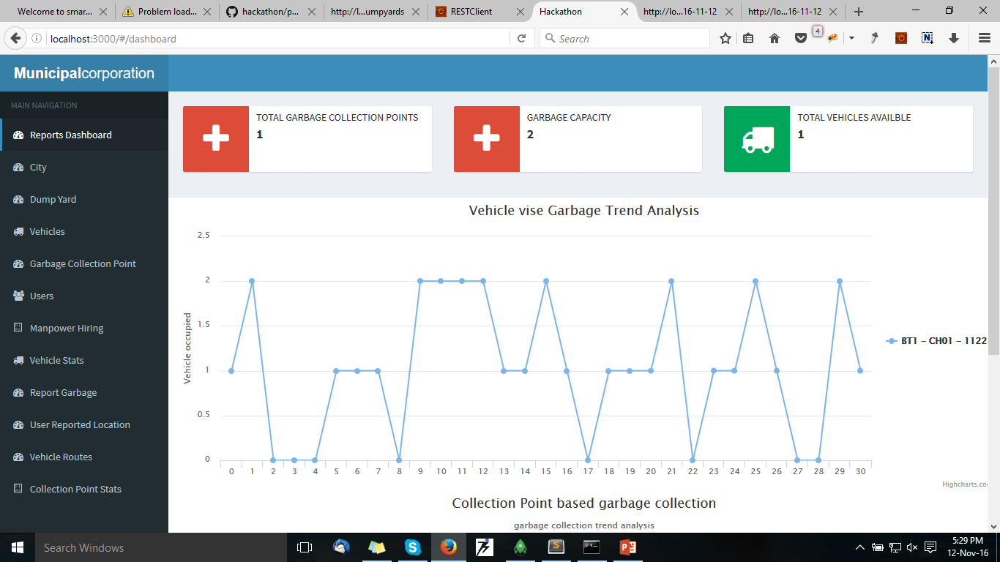 Welcome to smar...
Problem load...
hackathon/p...
http://l...umpyards
RESTClient
Hackathon
http://lo...16-11-12
http://lo...16-11-12
localhost:3000/#/dashboard
Search
4
Municipalcorporation
MAIN NAVIGATION
Reports Dashboard
City
Dump Yard
Vehicles
Garbage Collection Point
Users
Manpower Hiring
Vehicle Stats
Report Garbage
User Reported Location
Vehicle Routes
Collection Point Stats
TOTAL GARBAGE COLLECTION POINTS
1
GARBAGE CAPACITY
2
TOTAL VEHICLES AVAILBLE
1
Vehicle vise Garbage Trend Analysis
Vehicle occupied
2.5
2
1.5
1
0.5
0
0 1 2 3 4 5 6 7 8 9 10 11 12 13 14 15 16 17 18 19 20 21 22 23 24 25 26 27 28 29 30
BT1 - CH01 - 1122
Highcharts.co
Collection Point based garbage collection
garbage collection trend analysis
Search Windows
5:29 PM
12-Nov-16